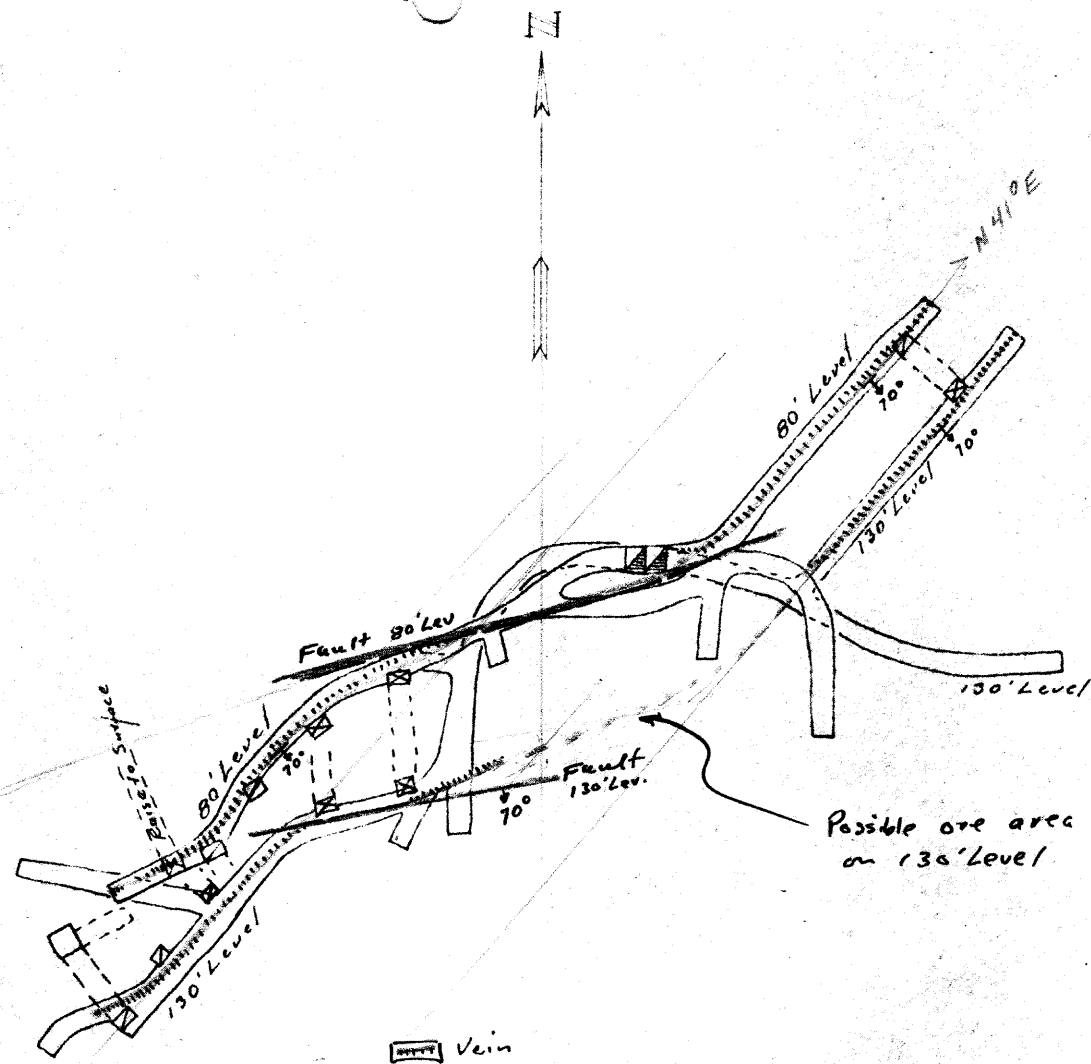 N
N 41° E
80' Level
70°
70°
130' Level
Fault 80' Lev
130' Level
Raise to Surface
80' Level
70°
Fault
130' Lev.
70°
Possible ore area
on 130' Level
130' Level
Vein